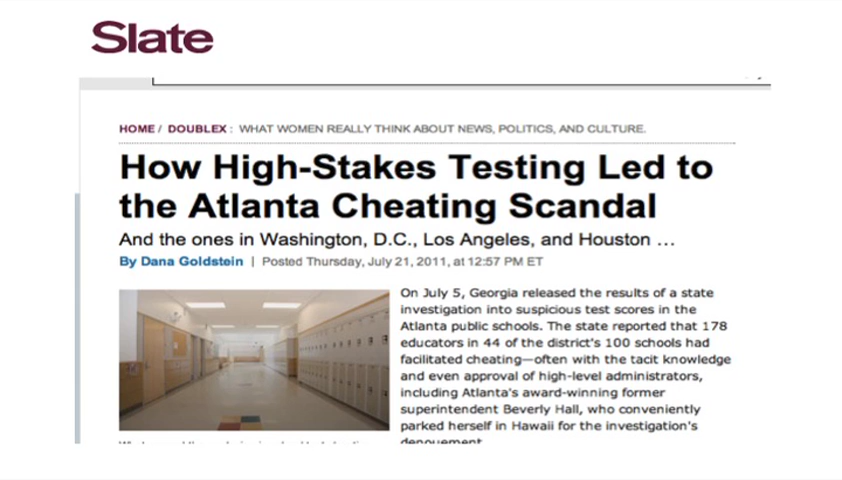 Slate
HOME / DOUBLEX : WHAT WOMEN REALLY THINK ABOUT NEWS, POLITICS, AND CULTURE.
How High-Stakes Testing Led to
the Atlanta Cheating Scandal
And the ones in Washington, D.C., Los Angeles, and Houston …
By Dana Goldstein | Posted Thursday, July 21, 2011, at 12:57 PM ET
On July 5, Georgia released the results of a state
investigation into suspicious test scores in the
Atlanta public schools. The state reported that 178
educators in 44 of the district's 100 schools had
facilitated cheating—often with the tacit knowledge
and even approval of high-level administrators,
including Atlanta's award-winning former
superintendent Beverly Hall, who conveniently
parked herself in Hawaii for the investigation's
denouement.